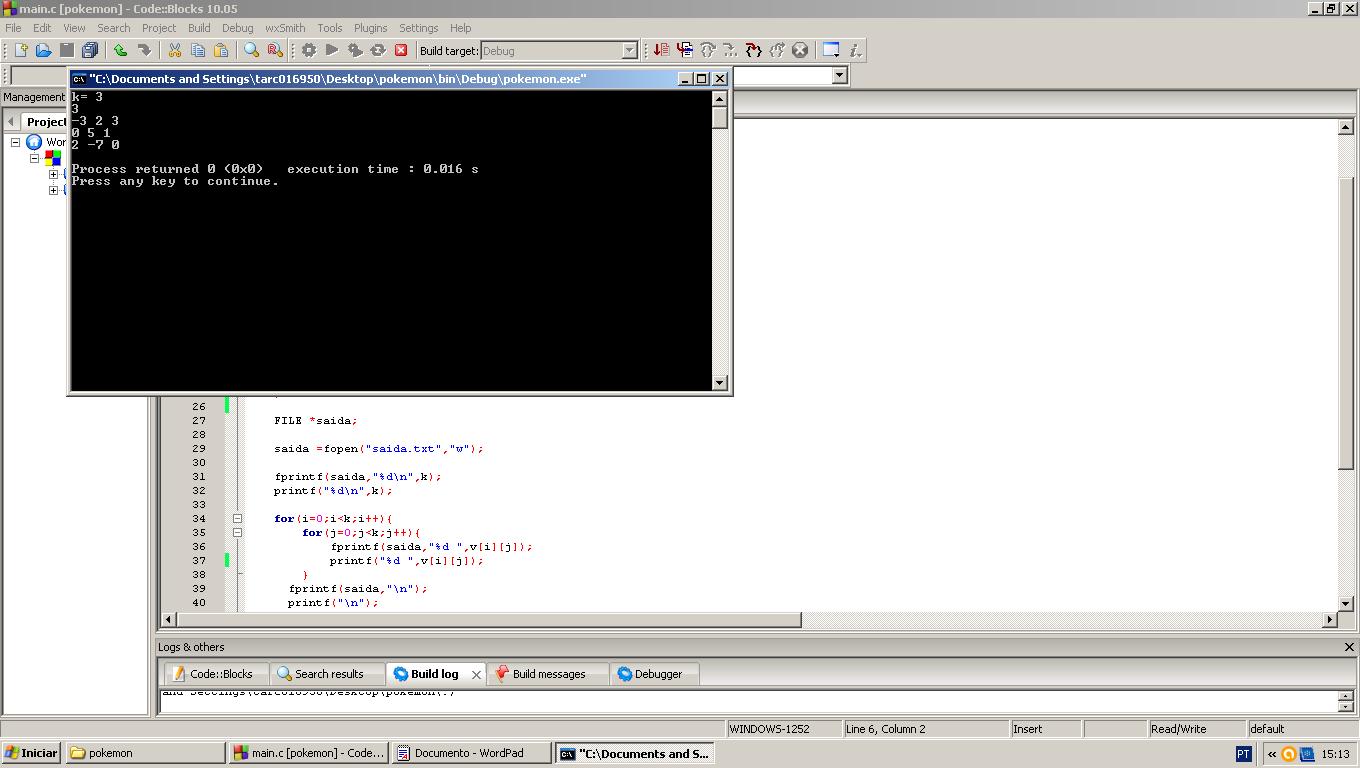 main.c [pokemon] - Code::Blocks 10.05
File Edit View Search Project Build Debug wxSmith Tools Plugins Settings Help
Build target: Debug
Management
"C:\Documents and Settings\tarc016950\Desktop\pokemon\bin\Debug\pokemon.exe"
Project
Wor
k= 3
3
-3 2 3
0 5 1
2 -7 0
Process returned 0 (0x0) execution time : 0.016 s
Press any key to continue.
26
27 FILE *saida;
28
29 saida =fopen("saida.txt","w");
30
31 fprintf(saida,"%d\n",k);
32 printf("%d\n",k);
33
34 for(i=0;i<k;i++){
35 for(j=0;j<k;j++){
36 fprintf(saida,"%d ",v[i][j]);
37 printf("%d ",v[i][j]);
38 }
39 fprintf(saida,"\n");
40 printf("\n");
Logs & others
Code::Blocks Search results Build log Build messages Debugger
and Settings\tarc016950\Desktop\pokemon\.)
WINDOWS-1252 Line 6, Column 2 Insert Read/Write default
Iniciar pokemon main.c [pokemon] - Code... Documento - WordPad "C:\Documents and S... PT « 15:13